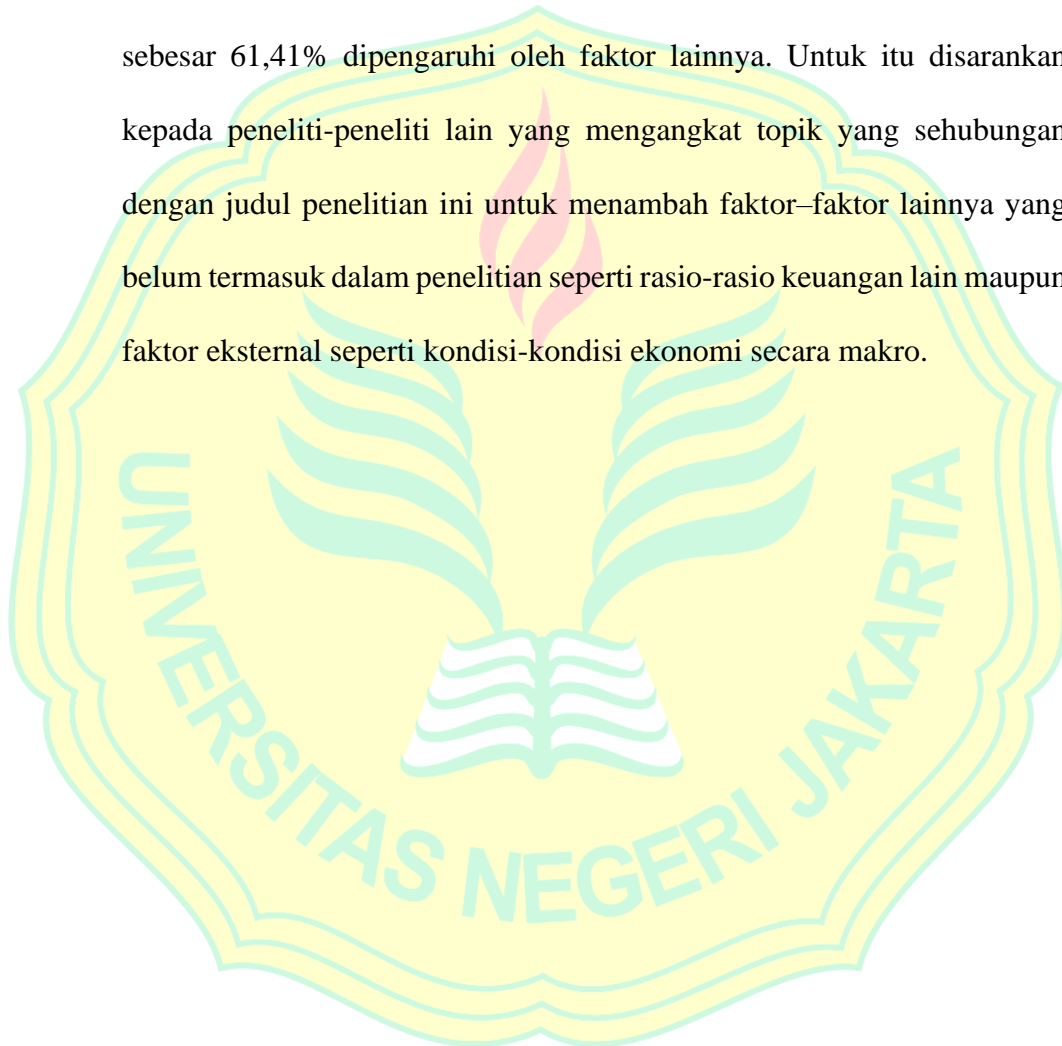 sebesar 61,41% dipengaruhi oleh faktor lainnya. Untuk itu disarankan
kepada peneliti-peneliti lain yang mengangkat topik yang sehubungan
dengan judul penelitian ini untuk menambah faktor–faktor lainnya yang
belum termasuk dalam penelitian seperti rasio-rasio keuangan lain maupun
faktor eksternal seperti kondisi-kondisi ekonomi secara makro.
UNIVERSITAS NEGERI JAKARTA